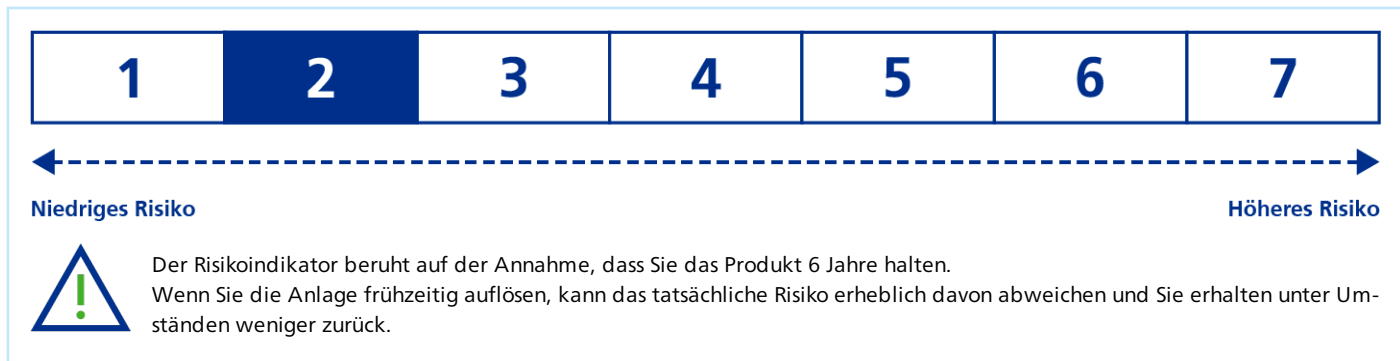 1 2 3 4 5 6 7
Niedriges Risiko Höheres Risiko
Der Risikoindikator beruht auf der Annahme, dass Sie das Produkt 6 Jahre halten.
Wenn Sie die Anlage frühzeitig auflösen, kann das tatsächliche Risiko erheblich davon abweichen und Sie erhalten unter Um-
ständen weniger zurück.